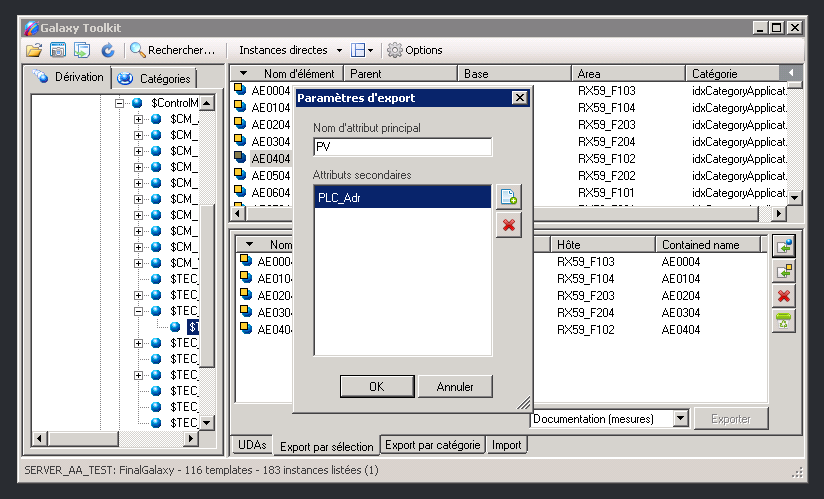 Galaxy Toolkit
Rechercher... Instances directes Options
Dérivation Catégories
$ControlM
$CM_
$CM_
$CM_
$CM_
$CM_
$CM_
$CM_
$CM_
$CM_
$CM_
$TEC_
$TEC_
$TEC_
$TEC_
$TEC_
$TEC_
$TEC_
$TEC_
$TEC_
Nom d'élément Parent Base Area Catégorie
AE0004 RX59_F103 idxCategoryApplicat.
AE0104 RX59_F104 idxCategoryApplicat.
AE0204 RX59_F203 idxCategoryApplicat.
AE0304 RX59_F204 idxCategoryApplicat.
AE0404 RX59_F102 idxCategoryApplicat.
AE0504 RX59_F202 idxCategoryApplicat.
AE0604 RX59_F101 idxCategoryApplicat.
Paramètres d'export
Nom d'attribut principal
PV
Attributs secondaires
PLC_Adr
OK Annuler
Nom Hôte Contained name
AE0004 RX59_F103 AE0004
AE0104 RX59_F104 AE0104
AE0204 RX59_F203 AE0204
AE0304 RX59_F204 AE0304
AE0404 RX59_F102 AE0404
Documentation (mesures) Exporter
UDAs Export par sélection Export par catégorie Import
SERVER_AA_TEST: FinalGalaxy - 116 templates - 183 instances listées (1)